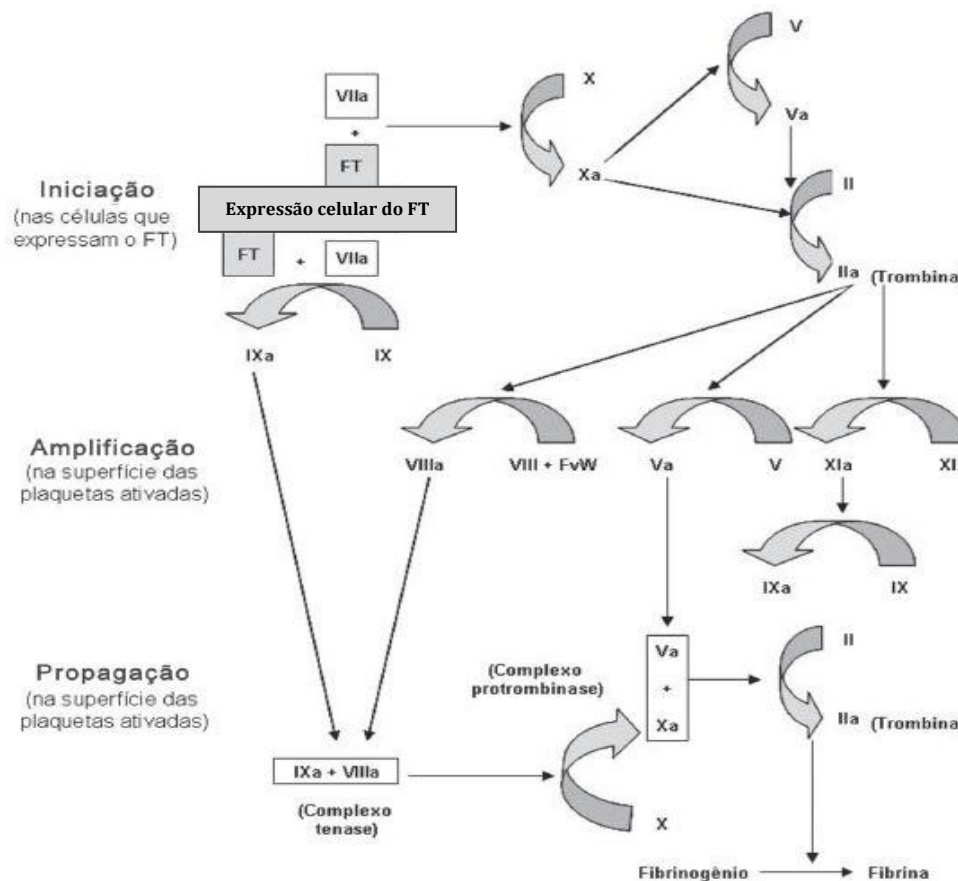 V
X
VIIa
+
FT
Va
Xa
II
Iniciação
(nas células que
expressam o FT)
Expressão celular do FT
FT
+
VIIa
IIa
(Trombina
IXa
IX
Amplificação
(na superfície das
plaquetas ativadas)
VIIIa
VIII + FvW
Va
V
XIa
XI
IXa
IX
Propagação
(na superfície das
plaquetas ativadas)
(Complexo
protrombinase)
Va
+
Xa
II
IIa
(Trombina
IXa + VIIIa
(Complexo
tenase)
X
Fibrinogênio
Fibrina